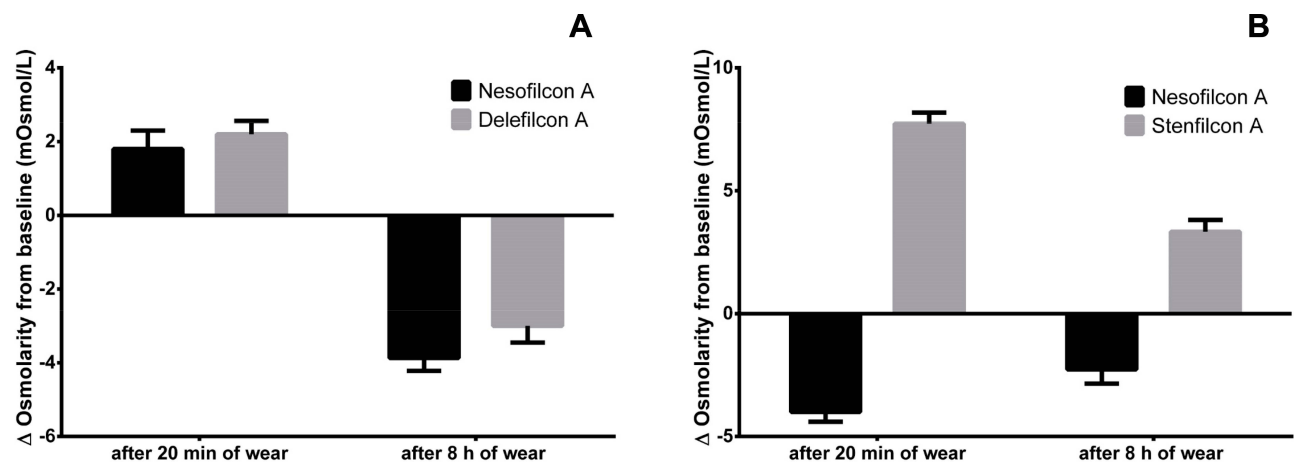 A
Δ Osmolarity from baseline (mOsmol/L)
4
2
0
-2
-4
-6
Nesofilcon A
Delefilcon A
after 20 min of wear
after 8 h of wear
B
Δ Osmolarity from baseline (mOsmol/L)
10
5
0
-5
Nesofilcon A
Stenfilcon A
after 20 min of wear
after 8 h of wear